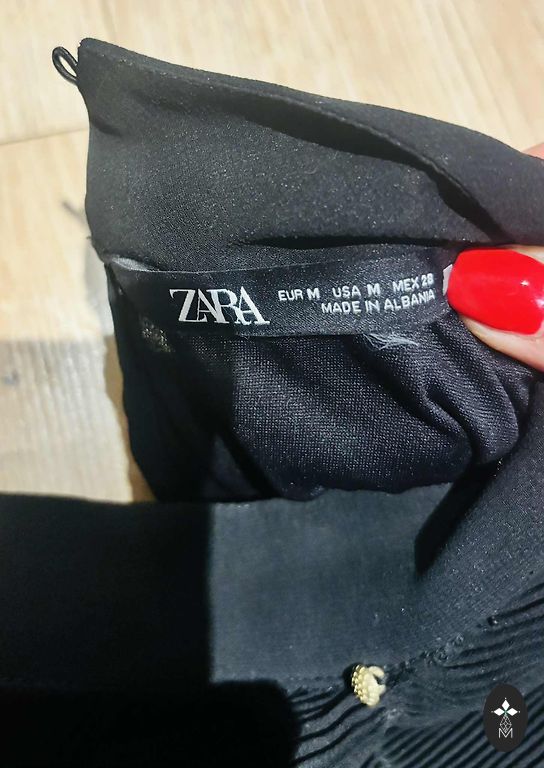 ZARA
EUR M USA M MEX 28
MADE IN ALBANIA
M